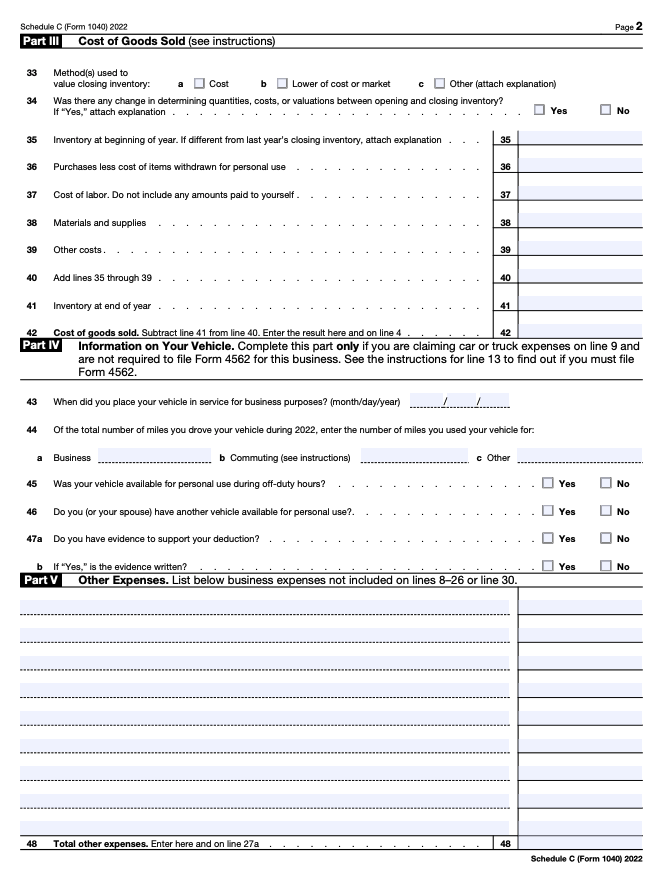 Schedule C (Form 1040) 2022 Page 2
Part III Cost of Goods Sold (see instructions)
33 Method(s) used to
value closing inventory: a Cost b Lower of cost or market c Other (attach explanation)
34 Was there any change in determining quantities, costs, or valuations between opening and closing inventory?
If “Yes,” attach explanation . . . . . . . . . . . . . . . . . . . . . . . . Yes No
35 Inventory at beginning of year. If different from last year’s closing inventory, attach explanation . . . 35
36 Purchases less cost of items withdrawn for personal use . . . . . . . . . . . . . . 36
37 Cost of labor. Do not include any amounts paid to yourself . . . . . . . . . . . . . . 37
38 Materials and supplies . . . . . . . . . . . . . . . . . . . . . . . . 38
39 Other costs . . . . . . . . . . . . . . . . . . . . . . . . . . . . 39
40 Add lines 35 through 39 . . . . . . . . . . . . . . . . . . . . . . . . 40
41 Inventory at end of year . . . . . . . . . . . . . . . . . . . . . . . . 41
42 Cost of goods sold. Subtract line 41 from line 40. Enter the result here and on line 4 . . . . . . 42
Part IV Information on Your Vehicle. Complete this part only if you are claiming car or truck expenses on line 9 and
are not required to file Form 4562 for this business. See the instructions for line 13 to find out if you must file
Form 4562.
43 When did you place your vehicle in service for business purposes? (month/day/year) / /
44 Of the total number of miles you drove your vehicle during 2022, enter the number of miles you used your vehicle for:
a Business b Commuting (see instructions) c Other
45 Was your vehicle available for personal use during off-duty hours? . . . . . . . . . . . . . . . Yes No
46 Do you (or your spouse) have another vehicle available for personal use?. . . . . . . . . . . . . . Yes No
47a Do you have evidence to support your deduction? . . . . . . . . . . . . . . . . . . . . Yes No
b If “Yes,” is the evidence written? . . . . . . . . . . . . . . . . . . . . . . . . . Yes No
Part V Other Expenses. List below business expenses not included on lines 8–26 or line 30.
48 Total other expenses. Enter here and on line 27a . . . . . . . . . . . . . . . . 48
Schedule C (Form 1040) 2022